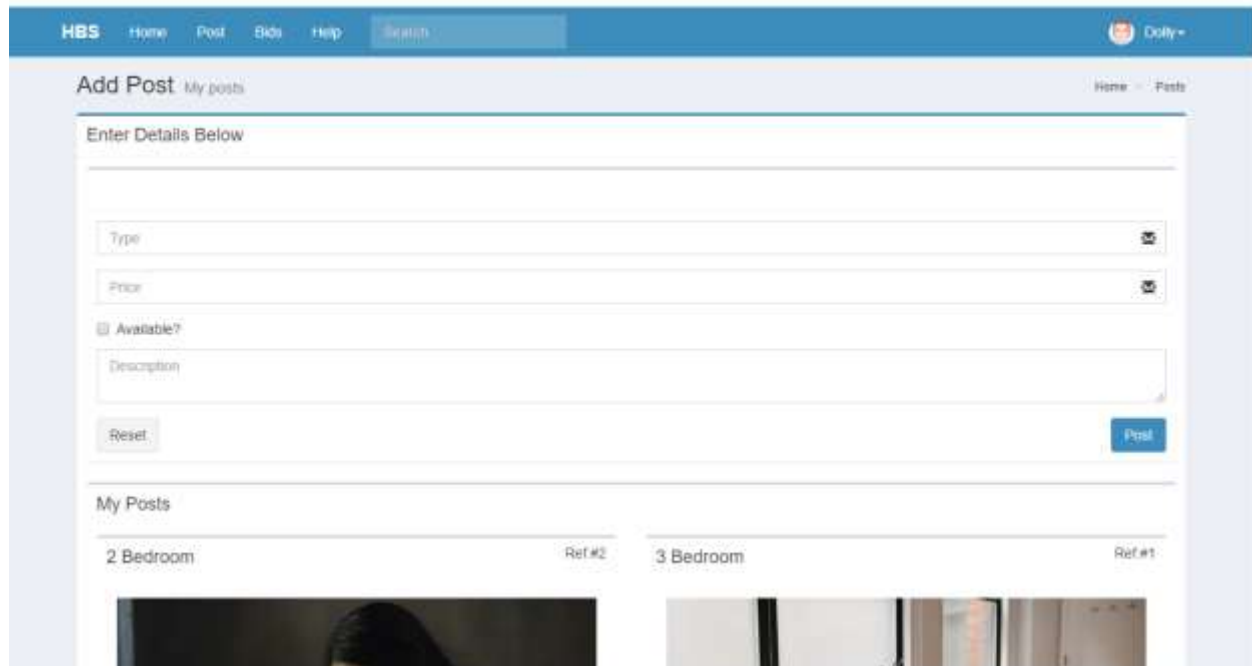 HBS Home Post Bids Help Search Dolly
Add Post My posts Home Posts
Enter Details Below
Type
Price
Available?
Description
Reset Post
My Posts
2 Bedroom Ref #2 3 Bedroom Ref #1